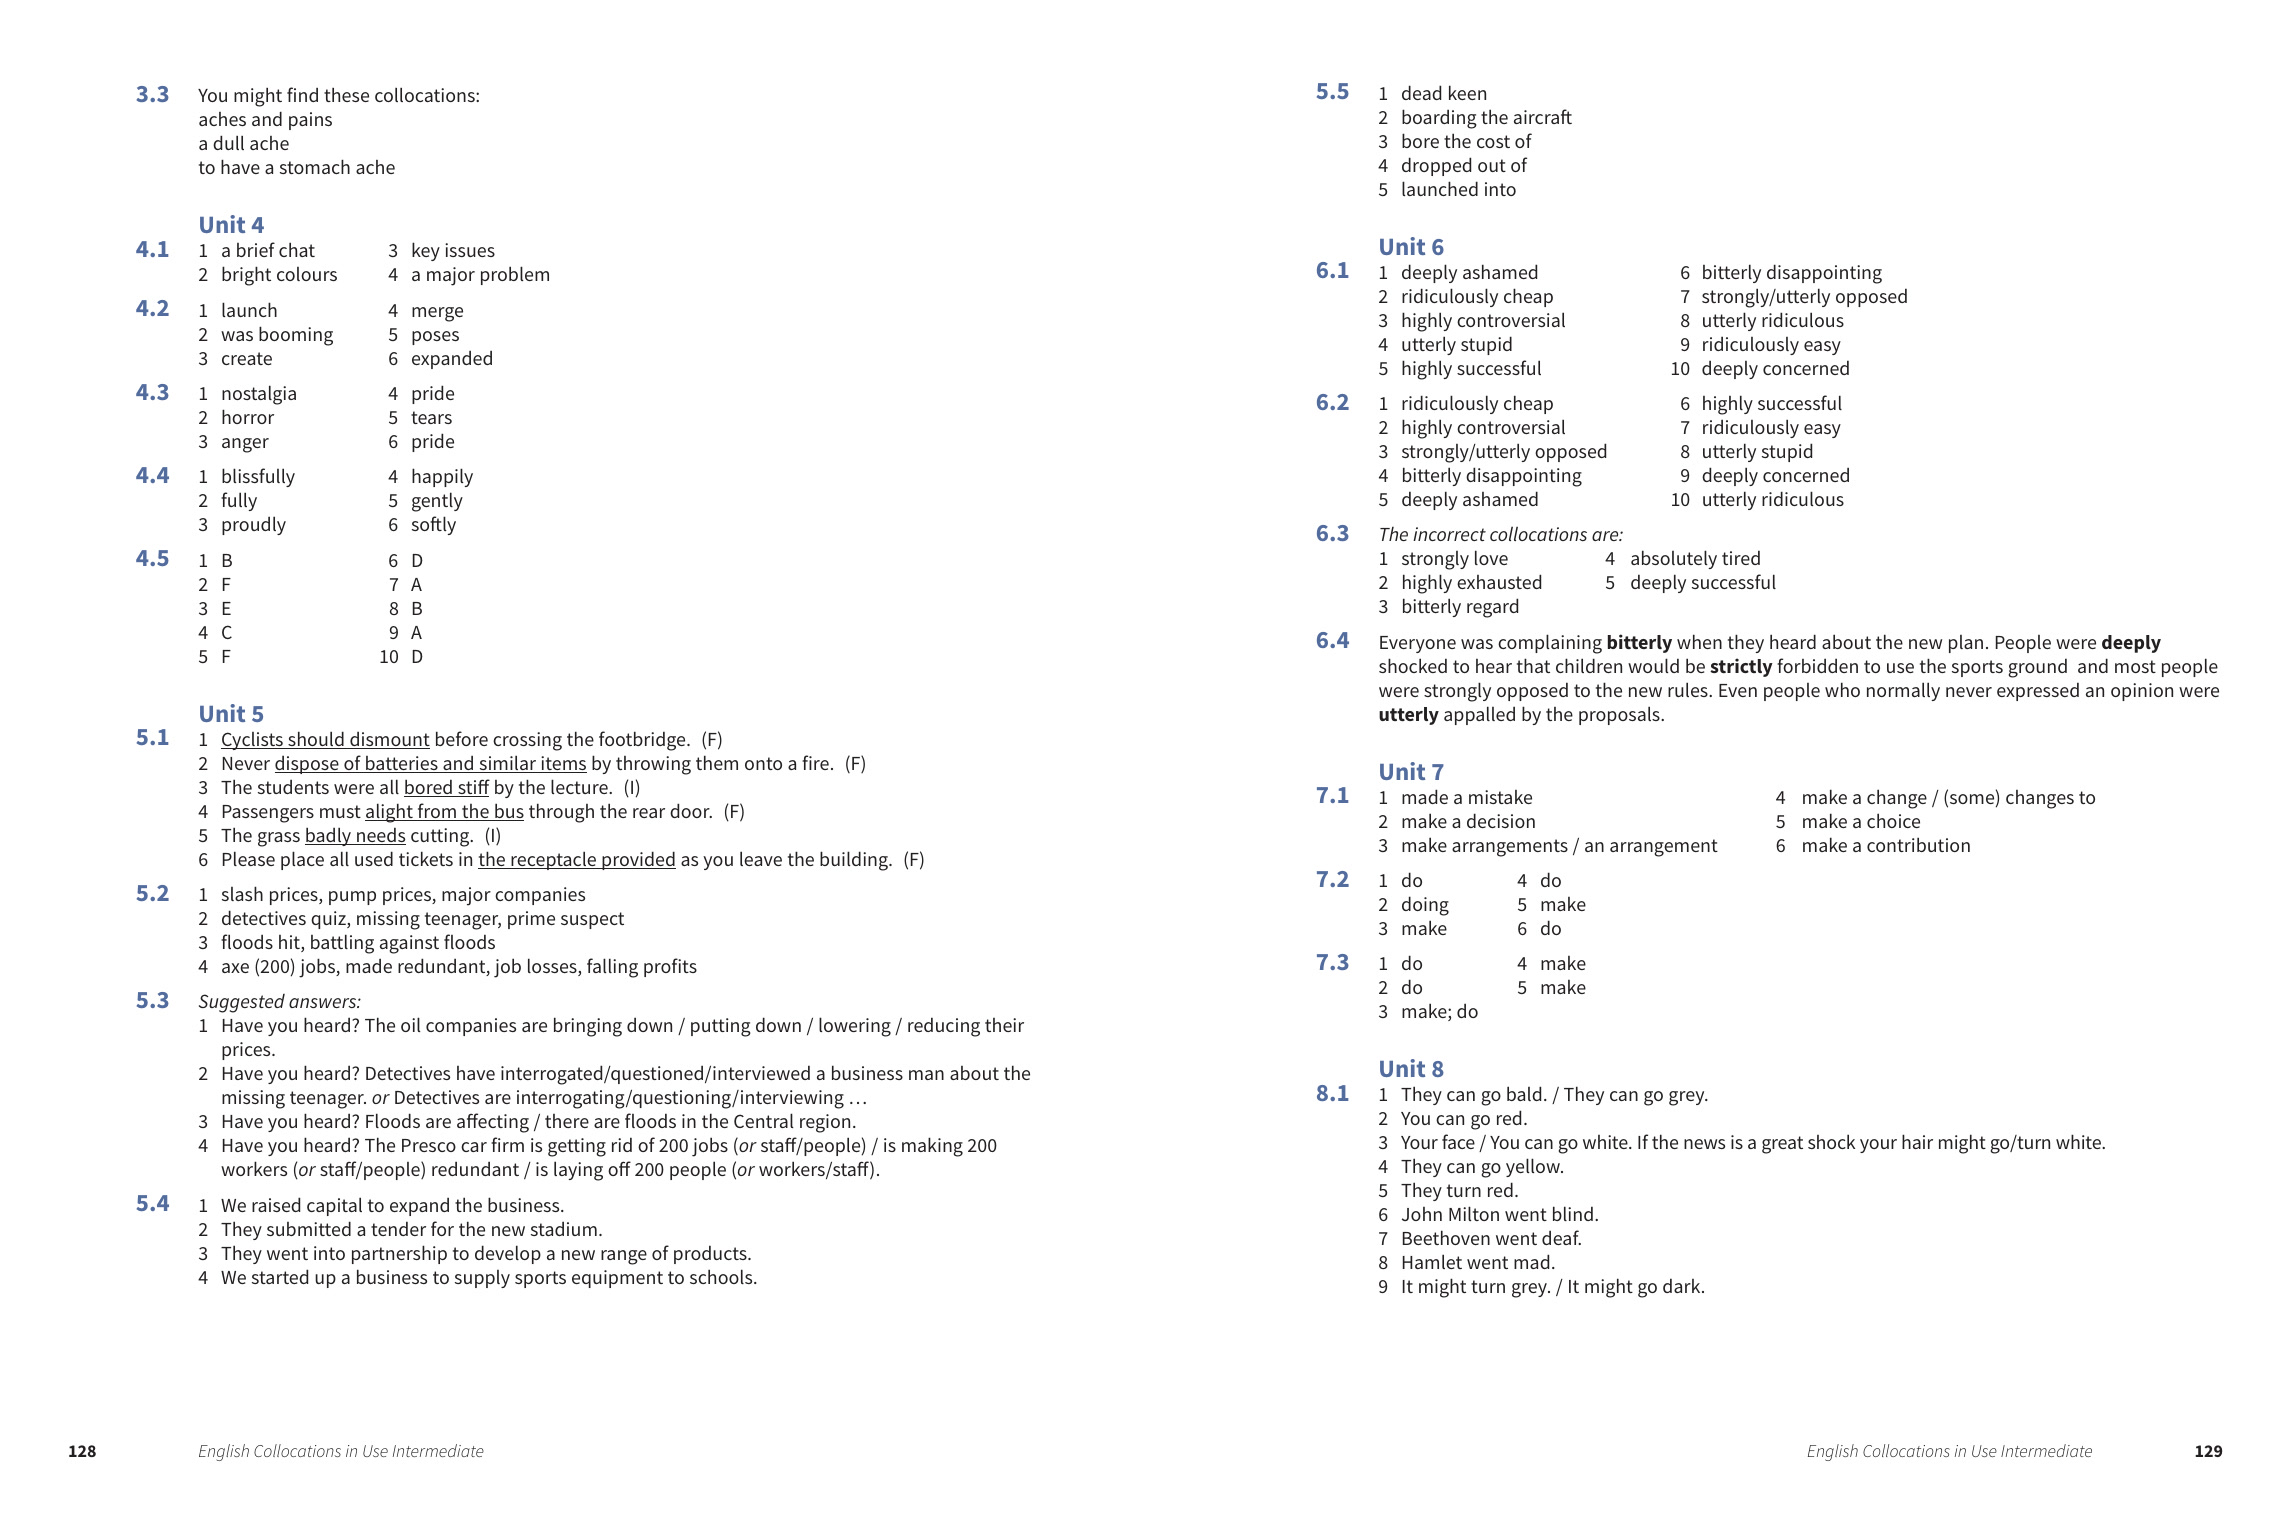 3.3 You might find these collocations:
aches and pains
a dull ache
to have a stomach ache
Unit 4
4.1 1 a brief chat 3 key issues
2 bright colours 4 a major problem
4.2 1 launch 4 merge
2 was booming 5 poses
3 create 6 expanded
4.3 1 nostalgia 4 pride
2 horror 5 tears
3 anger 6 pride
4.4 1 blissfully 4 happily
2 fully 5 gently
3 proudly 6 softly
4.5 1 B 6 D
2 F 7 A
3 E 8 B
4 C 9 A
5 F 10 D
Unit 5
5.1 1 Cyclists should dismount before crossing the footbridge. (F)
2 Never dispose of batteries and similar items by throwing them onto a fire. (F)
3 The students were all bored stiff by the lecture. (I)
4 Passengers must alight from the bus through the rear door. (F)
5 The grass badly needs cutting. (I)
6 Please place all used tickets in the receptacle provided as you leave the building. (F)
5.2 1 slash prices, pump prices, major companies
2 detectives quiz, missing teenager, prime suspect
3 floods hit, battling against floods
4 axe (200) jobs, made redundant, job losses, falling profits
5.3 Suggested answers:
1 Have you heard? The oil companies are bringing down / putting down / lowering / reducing their
prices.
2 Have you heard? Detectives have interrogated/questioned/interviewed a business man about the
missing teenager. or Detectives are interrogating/questioning/interviewing …
3 Have you heard? Floods are affecting / there are floods in the Central region.
4 Have you heard? The Presco car firm is getting rid of 200 jobs (or staff/people) / is making 200
workers (or staff/people) redundant / is laying off 200 people (or workers/staff).
5.4 1 We raised capital to expand the business.
2 They submitted a tender for the new stadium.
3 They went into partnership to develop a new range of products.
4 We started up a business to supply sports equipment to schools.
128 English Collocations in Use Intermediate
5.5 1 dead keen
2 boarding the aircraft
3 bore the cost of
4 dropped out of
5 launched into
Unit 6
6.1 1 deeply ashamed 6 bitterly disappointing
2 ridiculously cheap 7 strongly/utterly opposed
3 highly controversial 8 utterly ridiculous
4 utterly stupid 9 ridiculously easy
5 highly successful 10 deeply concerned
6.2 1 ridiculously cheap 6 highly successful
2 highly controversial 7 ridiculously easy
3 strongly/utterly opposed 8 utterly stupid
4 bitterly disappointing 9 deeply concerned
5 deeply ashamed 10 utterly ridiculous
6.3 The incorrect collocations are:
1 strongly love 4 absolutely tired
2 highly exhausted 5 deeply successful
3 bitterly regard
6.4 Everyone was complaining bitterly when they heard about the new plan. People were deeply
shocked to hear that children would be strictly forbidden to use the sports ground and most people
were strongly opposed to the new rules. Even people who normally never expressed an opinion were
utterly appalled by the proposals.
Unit 7
7.1 1 made a mistake 4 make a change / (some) changes to
2 make a decision 5 make a choice
3 make arrangements / an arrangement 6 make a contribution
7.2 1 do 4 do
2 doing 5 make
3 make 6 do
7.3 1 do 4 make
2 do 5 make
3 make; do
Unit 8
8.1 1 They can go bald. / They can go grey.
2 You can go red.
3 Your face / You can go white. If the news is a great shock your hair might go/turn white.
4 They can go yellow.
5 They turn red.
6 John Milton went blind.
7 Beethoven went deaf.
8 Hamlet went mad.
9 It might turn grey. / It might go dark.
English Collocations in Use Intermediate 129